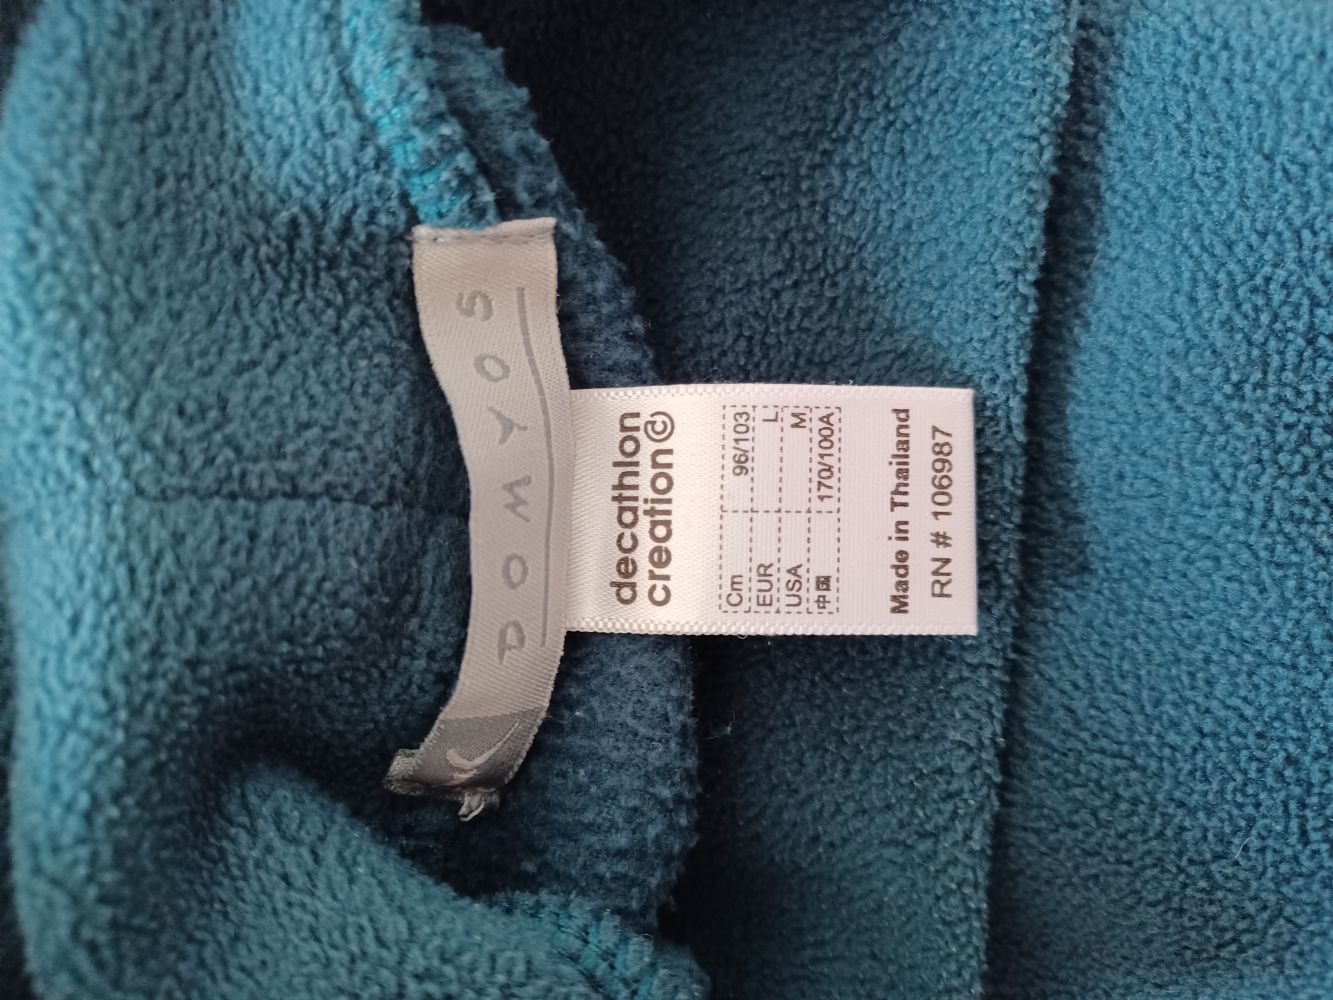 DOMYOS
decathlon
creation©
Cm 96/103
EUR L
USA M
中国 170/100A
Made in Thailand
RN # 106987